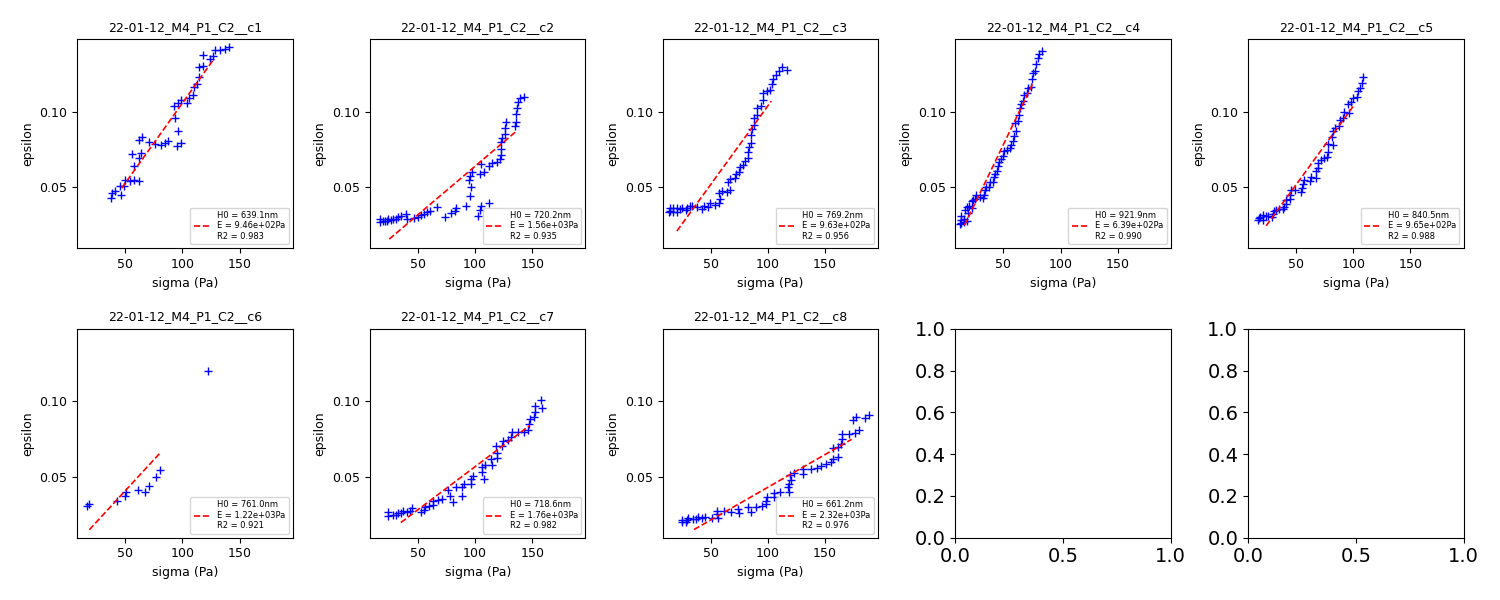 22-01-12_M4_P1_C2__c1
0.10
0.05
epsilon
50
100
150
sigma (Pa)
H0 = 639.1nm
E = 9.46e+02Pa
R2 = 0.983
22-01-12_M4_P1_C2__c2
0.10
0.05
epsilon
50
100
150
sigma (Pa)
H0 = 720.2nm
E = 1.56e+03Pa
R2 = 0.935
22-01-12_M4_P1_C2__c3
0.10
0.05
epsilon
50
100
150
sigma (Pa)
H0 = 769.2nm
E = 9.63e+02Pa
R2 = 0.956
22-01-12_M4_P1_C2__c4
0.10
0.05
epsilon
50
100
150
sigma (Pa)
H0 = 921.9nm
E = 6.39e+02Pa
R2 = 0.990
22-01-12_M4_P1_C2__c5
0.10
0.05
epsilon
50
100
150
sigma (Pa)
H0 = 840.5nm
E = 9.65e+02Pa
R2 = 0.988
22-01-12_M4_P1_C2__c6
0.10
0.05
epsilon
50
100
150
sigma (Pa)
H0 = 761.0nm
E = 1.22e+03Pa
R2 = 0.921
22-01-12_M4_P1_C2__c7
0.10
0.05
epsilon
50
100
150
sigma (Pa)
H0 = 718.6nm
E = 1.76e+03Pa
R2 = 0.982
22-01-12_M4_P1_C2__c8
0.10
0.05
epsilon
50
100
150
sigma (Pa)
H0 = 661.2nm
E = 2.32e+03Pa
R2 = 0.976
1.0
0.8
0.6
0.4
0.2
0.0
0.0
0.5
1.0
1.0
0.8
0.6
0.4
0.2
0.0
0.0
0.5
1.0